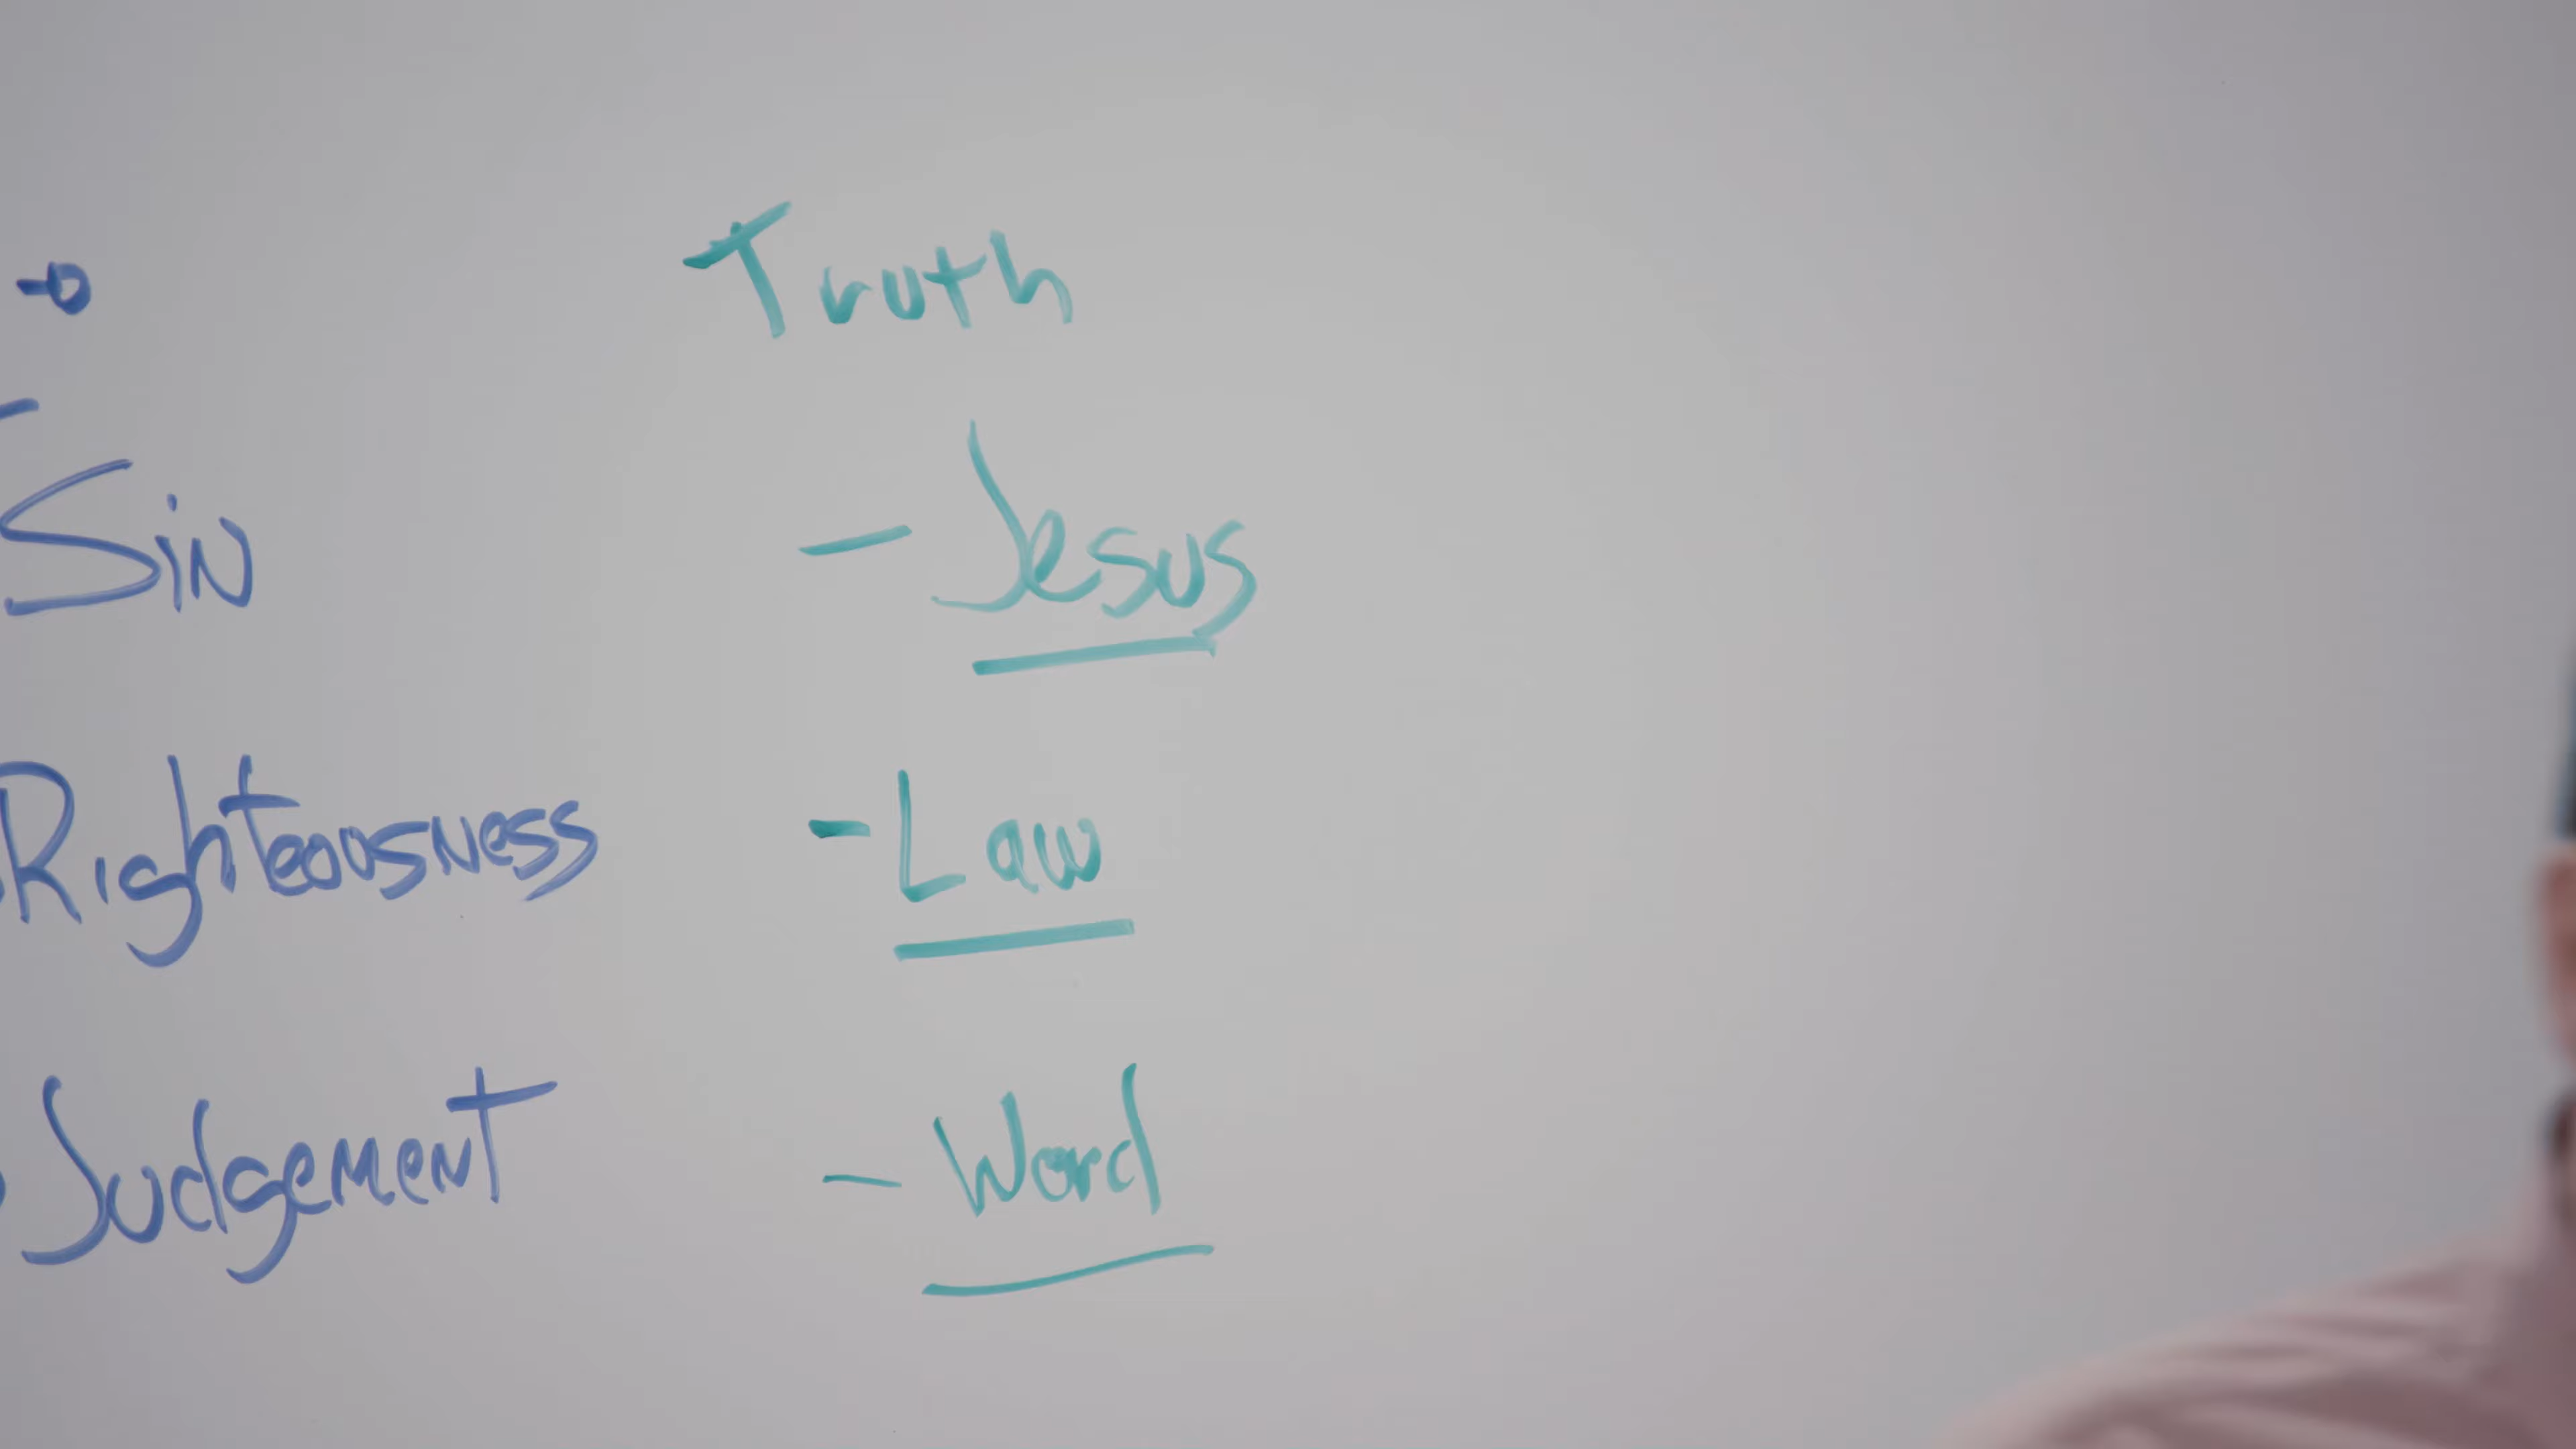 Truth
Sin
- Jesus
Righteousness
- Law
Judgement
- Word